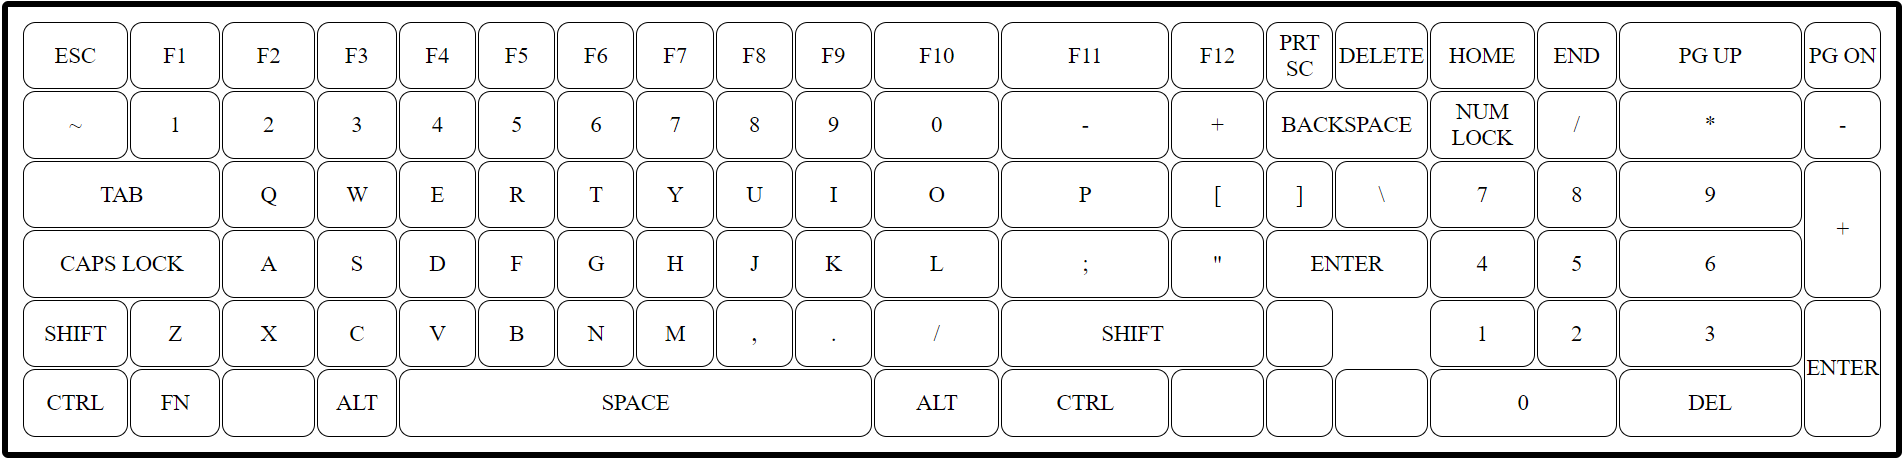 ESC F1 F2 F3 F4 F5 F6 F7 F8 F9 F10 F11 F12 PRT SC DELETE HOME END PG UP PG ON
~ 1 2 3 4 5 6 7 8 9 0 - + BACKSPACE NUM LOCK / * -
TAB Q W E R T Y U I O P [ ] \ 7 8 9 +
CAPS LOCK A S D F G H J K L ; " ENTER 4 5 6
SHIFT Z X C V B N M , . / SHIFT 1 2 3 ENTER
CTRL FN ALT SPACE ALT CTRL 0 DEL